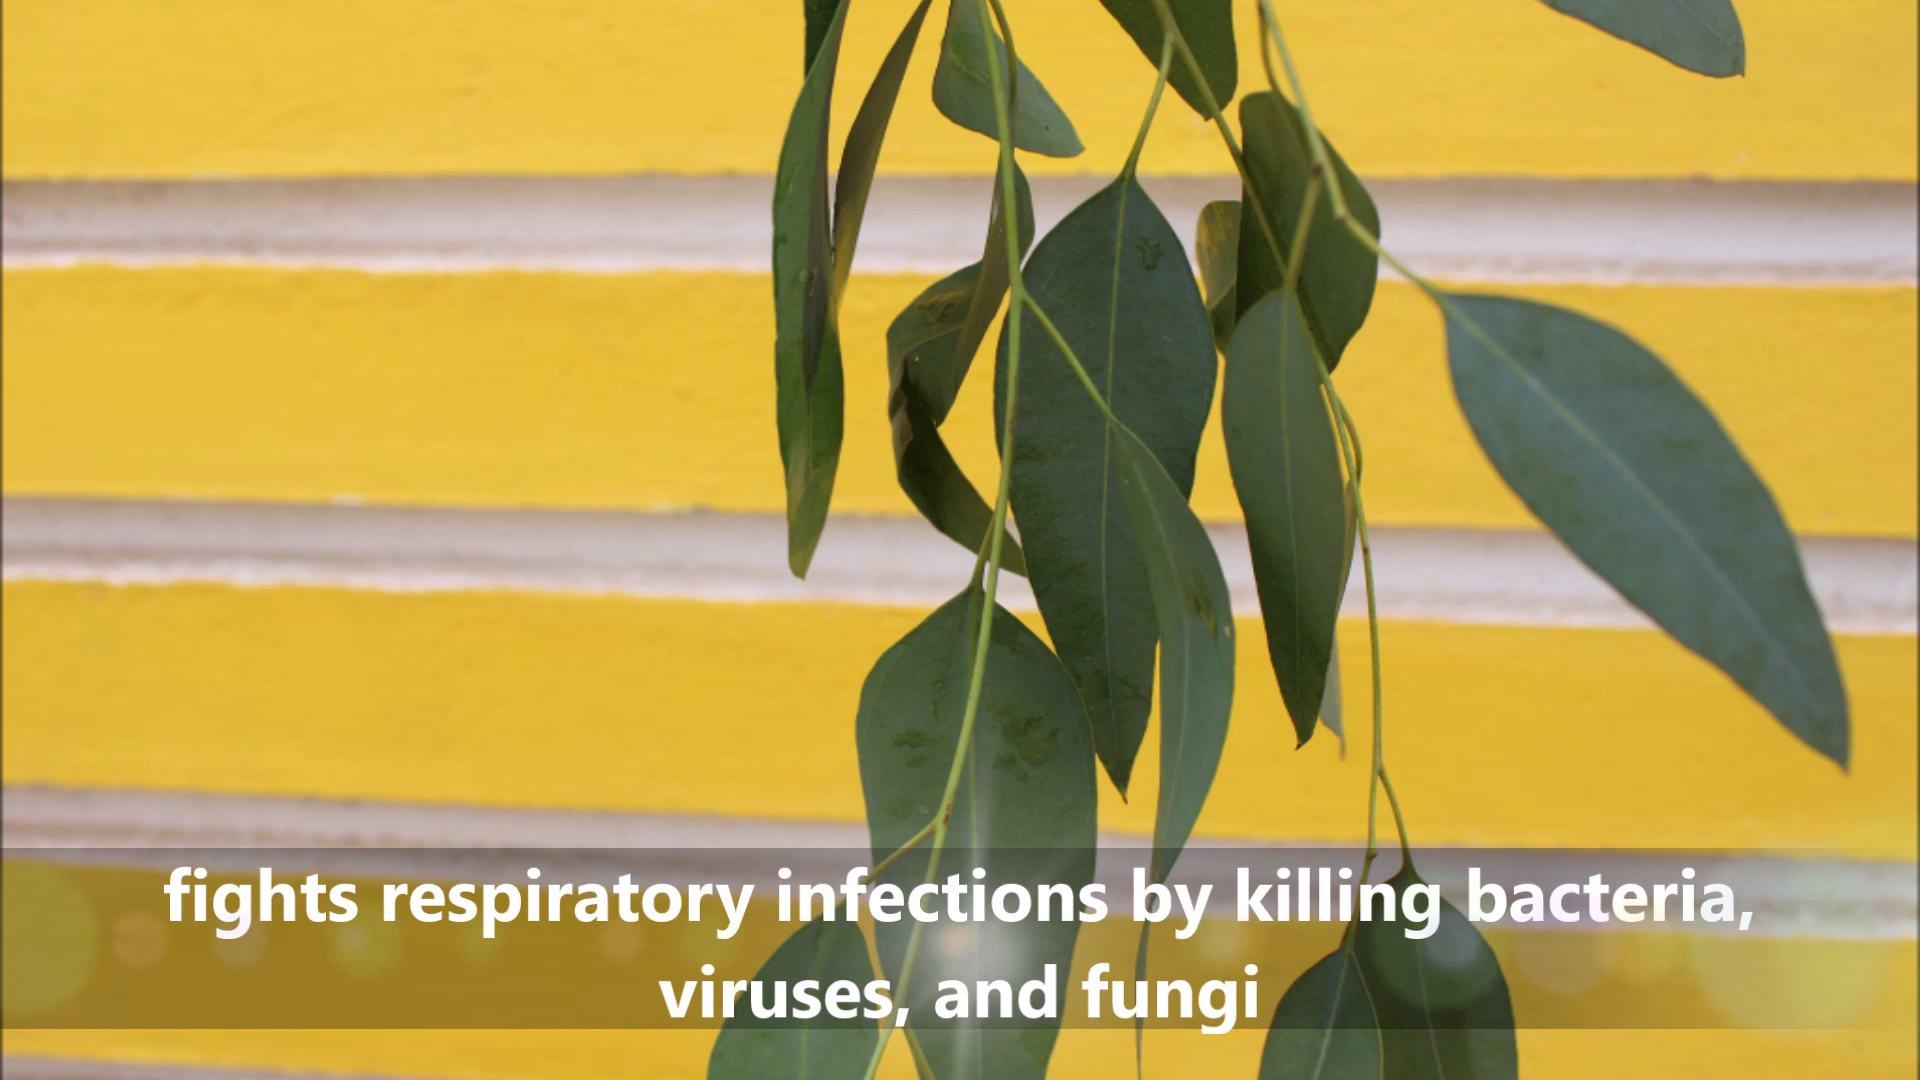 fights respiratory infections by killing bacteria,
viruses, and fungi